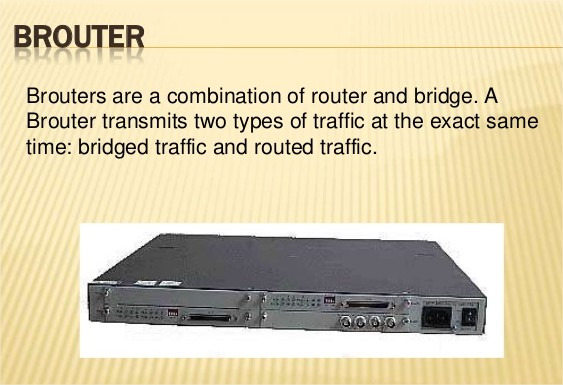 BROUTER
Brouters are a combination of router and bridge. A
Brouter transmits two types of traffic at the exact same
time: bridged traffic and routed traffic.